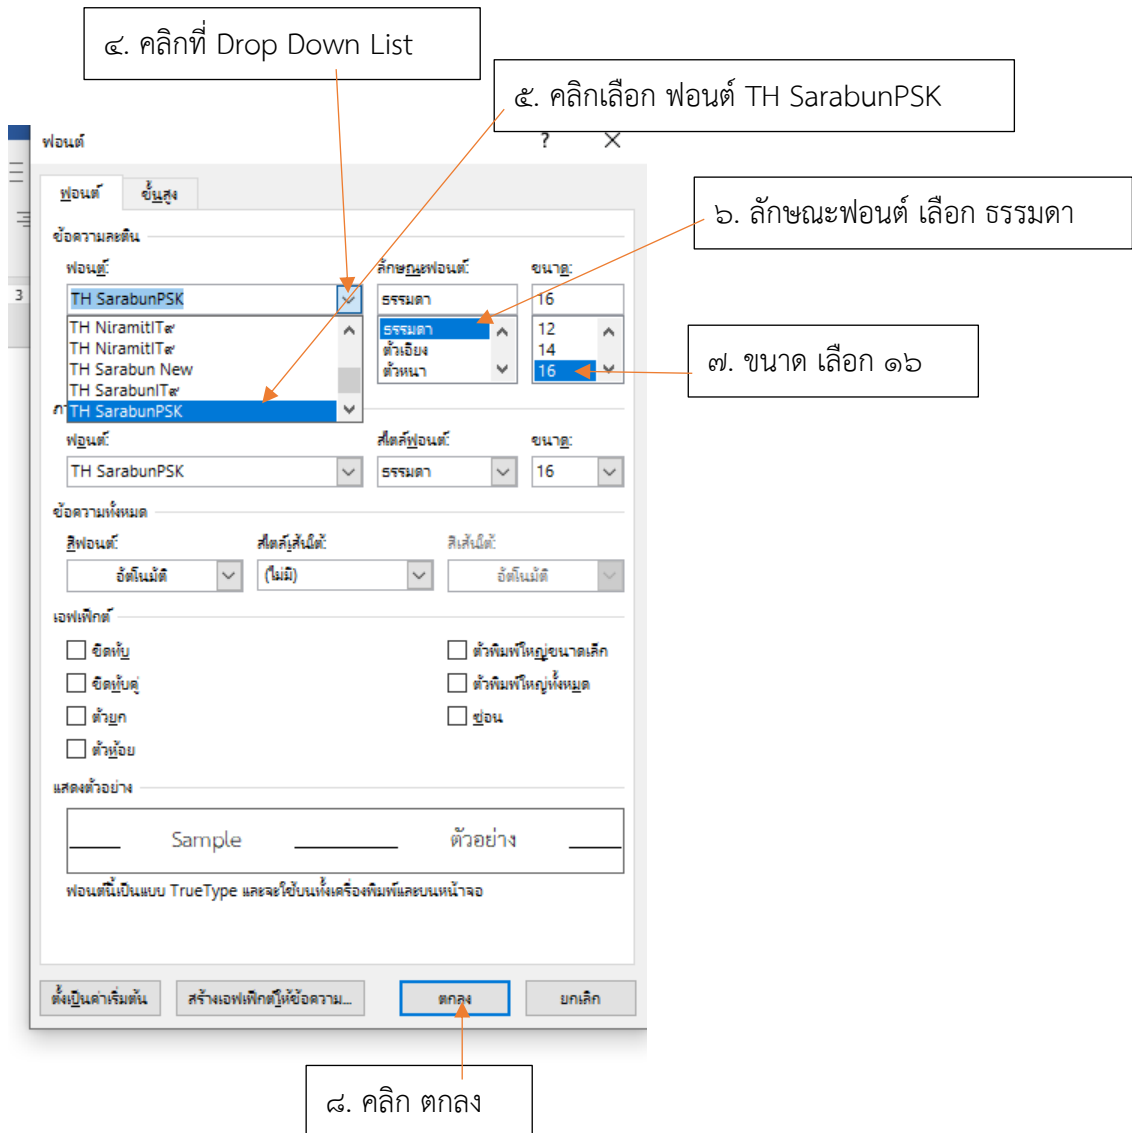 ๔. คลิกที่ Drop Down List
๕. คลิกเลือก ฟอนต์ TH SarabunPSK
ฟอนต์ ? ✕
ฟอนต์ ขั้นสูง
๖. ลักษณะฟอนต์ เลือก ธรรมดา
ข้อความละติน
ฟอนต์: ลักษณะฟอนต์: ขนาด:
3
TH SarabunPSK ธรรมดา 16
TH NiramitIT๙ ธรรมดา 12
TH NiramitIT๙ ตัวเอียง 14
TH Sarabun New ตัวหนา 16
๗. ขนาด เลือก ๑๖
TH SarabunIT๙
TH SarabunPSK
ฟอนต์: สไตล์ฟอนต์: ขนาด:
TH SarabunPSK ธรรมดา 16
ข้อความทั้งหมด
สีฟอนต์: สไตล์เส้นใต้: สีเส้นใต้:
อัตโนมัติ (ไม่มี) อัตโนมัติ
เอฟเฟ็กต์
ขีดทับ ตัวพิมพ์ใหญ่ขนาดเล็ก
ขีดทับคู่ ตัวพิมพ์ใหญ่ทั้งหมด
ตัวยก ซ่อน
ตัวห้อย
แสดงตัวอย่าง
Sample ตัวอย่าง
ฟอนต์นี้เป็นแบบ TrueType และจะใช้บนทั้งเครื่องพิมพ์และบนหน้าจอ
ตั้งเป็นค่าเริ่มต้น สร้างเอฟเฟ็กต์ให้ข้อความ... ตกลง ยกเลิก
๘. คลิก ตกลง